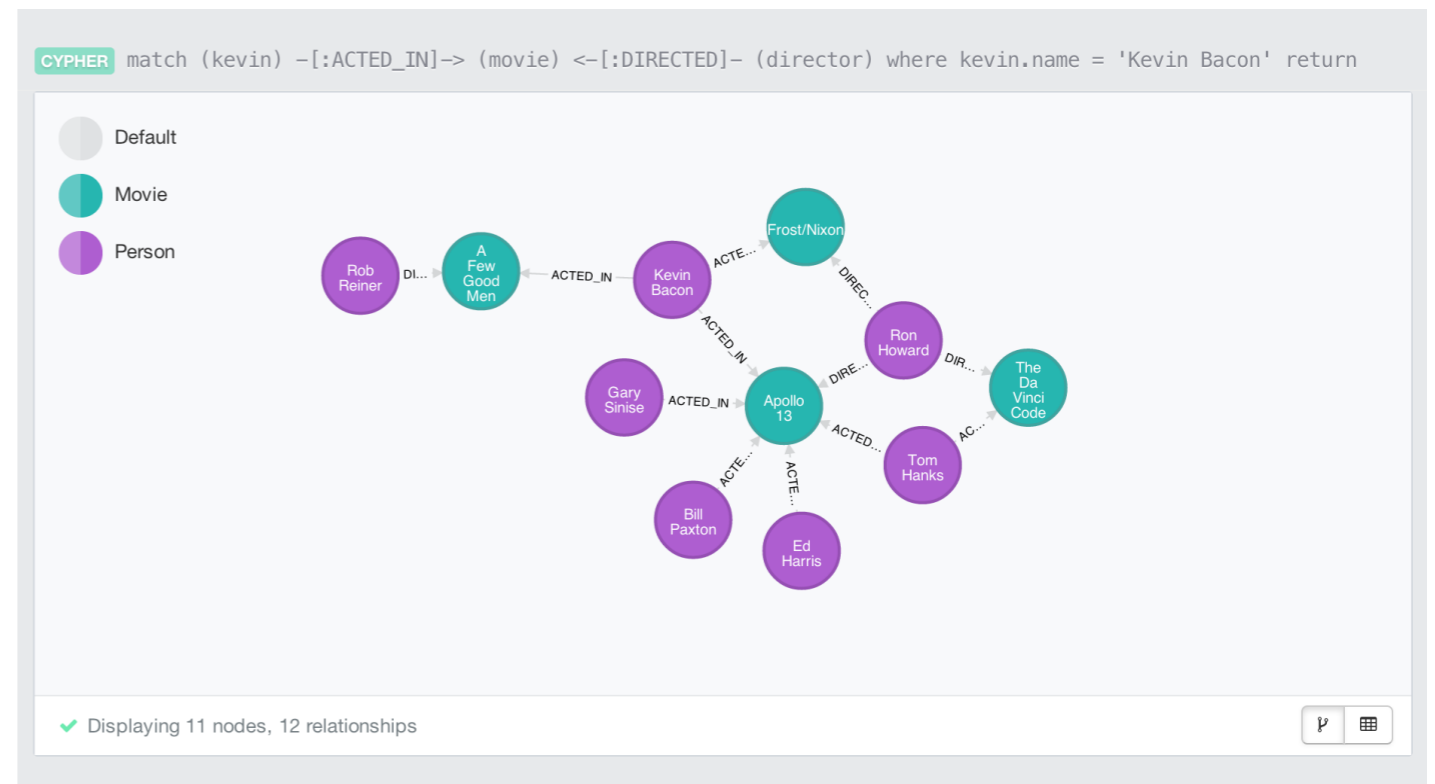 CYPHER match (kevin) -[:ACTED_IN]-> (movie) <-[:DIRECTED]- (director) where kevin.name = 'Kevin Bacon' return
Default
Movie
Person
Frost/Nixon
Rob
Reiner
DI...
A
Few
Good
Men
ACTED_IN
Kevin
Bacon
ACTE...
DIREC...
ACTED_IN
Ron
Howard
DIRE...
DIR...
The
Da
Vinci
Code
Gary
Sinise
ACTED_IN
Apollo
13
ACTED...
AC...
Tom
Hanks
ACTE...
ACTE...
Bill
Paxton
Ed
Harris
Displaying 11 nodes, 12 relationships